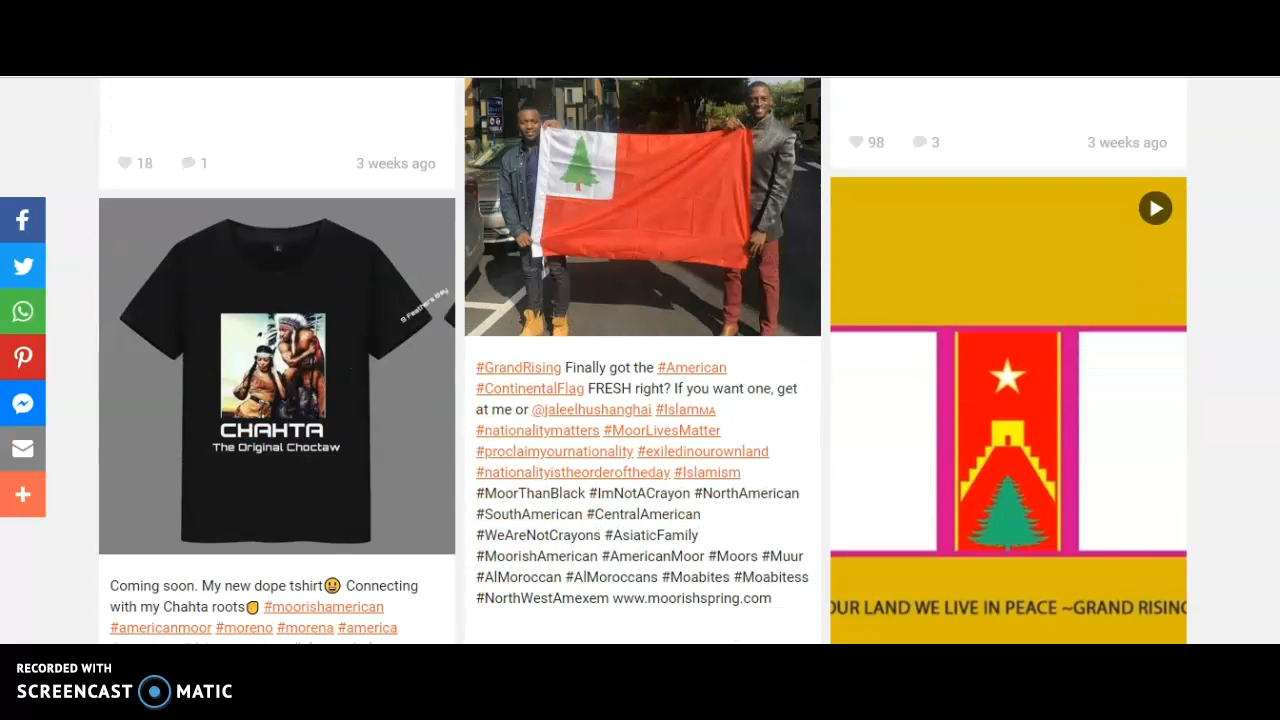 18 1 3 weeks ago
9 Feathers Bey
CHAHTA
The Original Choctaw
Coming soon. My new dope tshirt😀 Connecting
with my Chahta roots✊ #moorishamerican
#americanmoor #moreno #morena #america
#GrandRising Finally got the #American
#ContinentalFlag FRESH right? If you want one, get
at me or @jaleelhushanghai #Islamᴍᴀ
#nationalitymatters #MoorLivesMatter
#proclaimyournationality #exiledinourownland
#nationalityistheorderoftheday #Islamism
#MoorThanBlack #ImNotACrayon #NorthAmerican
#SouthAmerican #CentralAmerican
#WeAreNotCrayons #AsiaticFamily
#MoorishAmerican #AmericanMoor #Moors #Muur
#AlMoroccan #AlMoroccans #Moabites #Moabitess
#NorthWestAmexem www.moorishspring.com
98 3 3 weeks ago
OUR LAND WE LIVE IN PEACE ~GRAND RISING
RECORDED WITH
SCREENCAST MATIC